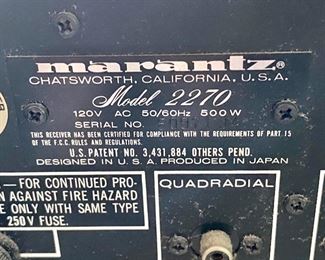 marantz®
CHATSWORTH, CALIFORNIA, U.S.A.
Model 2270
120V AC 50/60Hz 500W
SERIAL NO.
THIS RECEIVER HAS BEEN CERTIFIED FOR COMPLIANCE WITH THE REQUIREMENTS OF PART 15
OF THE F.C.C. RULES AND REGULATIONS.
U.S. PATENT NO. 3,431,884 OTHERS PEND.
DESIGNED IN U.S.A. PRODUCED IN JAPAN
– FOR CONTINUED PRO-
N AGAINST FIRE HAZARD
E ONLY WITH SAME TYPE
250V FUSE.
QUADRADIAL